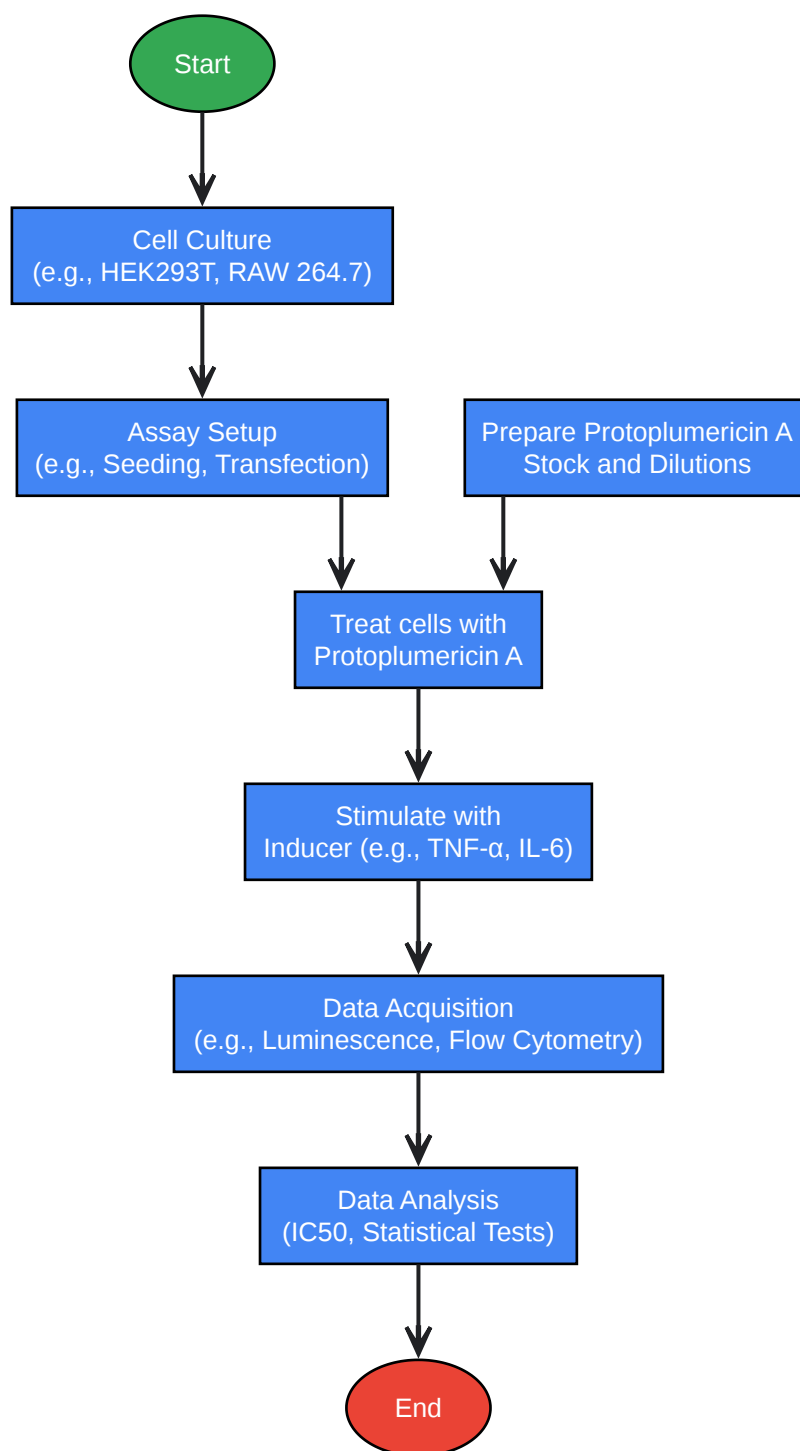 Start
Cell Culture
(e.g., HEK293T, RAW 264.7)
Assay Setup
(e.g., Seeding, Transfection)
Prepare Protoplumericin A
Stock and Dilutions
Treat cells with
Protoplumericin A
Stimulate with
Inducer (e.g., TNF-α, IL-6)
Data Acquisition
(e.g., Luminescence, Flow Cytometry)
Data Analysis
(IC50, Statistical Tests)
End